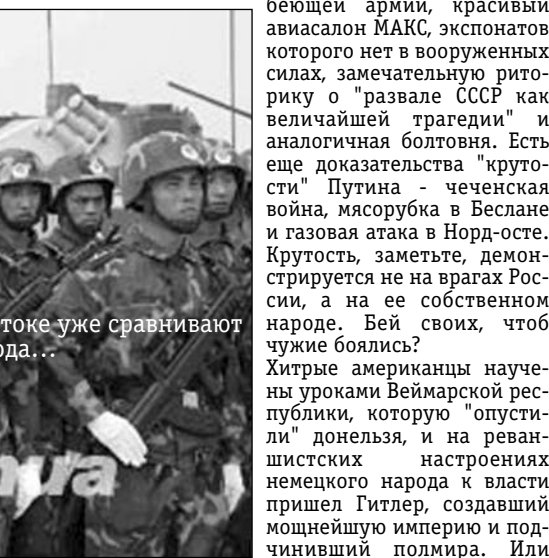 токе уже сравнивают
ода...
беющей армии, красивый
авиасалон МАКС, экспонатов
которого нет в вооруженных
силах, замечательную рито-
рику о "развале СССР как
величайшей трагедии" и
аналогичная болтовня. Есть
еще доказательства "круто-
сти" Путина - чеченская
война, мясорубка в Беслане
и газовая атака в Норд-осте.
Крутость, заметьте, демон-
стрируется не на врагах Рос-
сии, а на ее собственном
народе. Бей своих, чтоб
чужие боялись?
Хитрые американцы науче-
ны уроками Веймарской рес-
публики, которую "опусти-
ли" донельзя, и на реван-
шистских настроениях
немецкого народа к власти
пришел Гитлер, создавший
мощнейшую империю и под-
чинивший полмира. Или